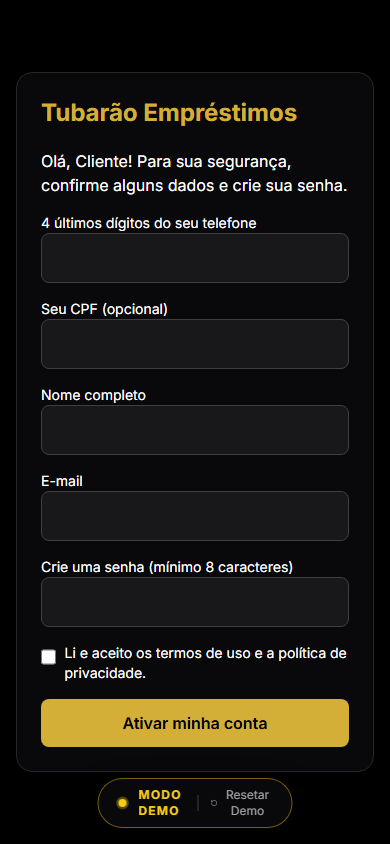 Tubarão Empréstimos
Olá, Cliente! Para sua segurança,
confirme alguns dados e crie sua senha.
4 últimos dígitos do seu telefone
Seu CPF (opcional)
Nome completo
E-mail
Crie uma senha (mínimo 8 caracteres)
Li e aceito os termos de uso e a política de
privacidade.
Ativar minha conta
MODO
DEMO
Resetar
Demo